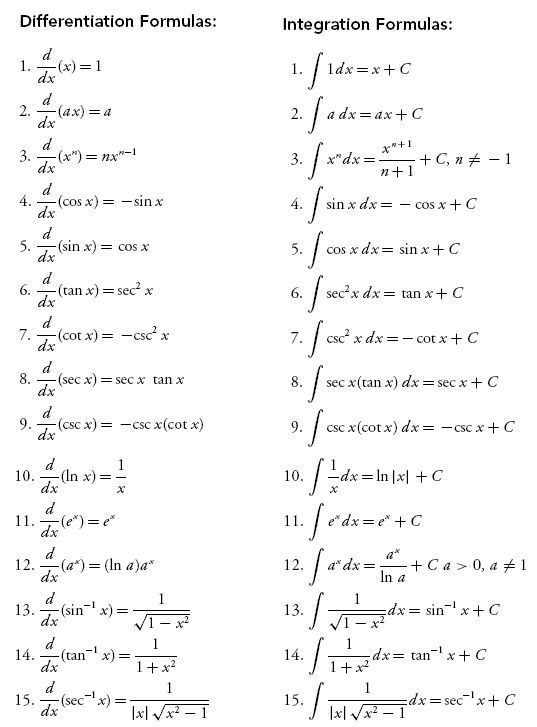 Differentiation Formulas:
1. d/dx (x) = 1
2. d/dx (ax) = a
3. d/dx (xⁿ) = nxⁿ⁻¹
4. d/dx (cos x) = −sin x
5. d/dx (sin x) = cos x
6. d/dx (tan x) = sec² x
7. d/dx (cot x) = −csc² x
8. d/dx (sec x) = sec x tan x
9. d/dx (csc x) = −csc x(cot x)
10. d/dx (ln x) = 1/x
11. d/dx (eˣ) = eˣ
12. d/dx (aˣ) = (ln a)aˣ
13. d/dx (sin⁻¹ x) = 1/√(1 − x²)
14. d/dx (tan⁻¹ x) = 1/(1 + x²)
15. d/dx (sec⁻¹ x) = 1/(|x| √(x² − 1))
Integration Formulas:
1. ∫ 1 dx = x + C
2. ∫ a dx = ax + C
3. ∫ xⁿ dx = xⁿ⁺¹/(n + 1) + C, n ≠ −1
4. ∫ sin x dx = − cos x + C
5. ∫ cos x dx = sin x + C
6. ∫ sec² x dx = tan x + C
7. ∫ csc² x dx = − cot x + C
8. ∫ sec x(tan x) dx = sec x + C
9. ∫ csc x(cot x) dx = −csc x + C
10. ∫ 1/x dx = ln |x| + C
11. ∫ eˣ dx = eˣ + C
12. ∫ aˣ dx = aˣ/ln a + C a > 0, a ≠ 1
13. ∫ 1/√(1 − x²) dx = sin⁻¹ x + C
14. ∫ 1/(1 + x²) dx = tan⁻¹ x + C
15. ∫ 1/(|x| √(x² − 1)) dx = sec⁻¹ x + C